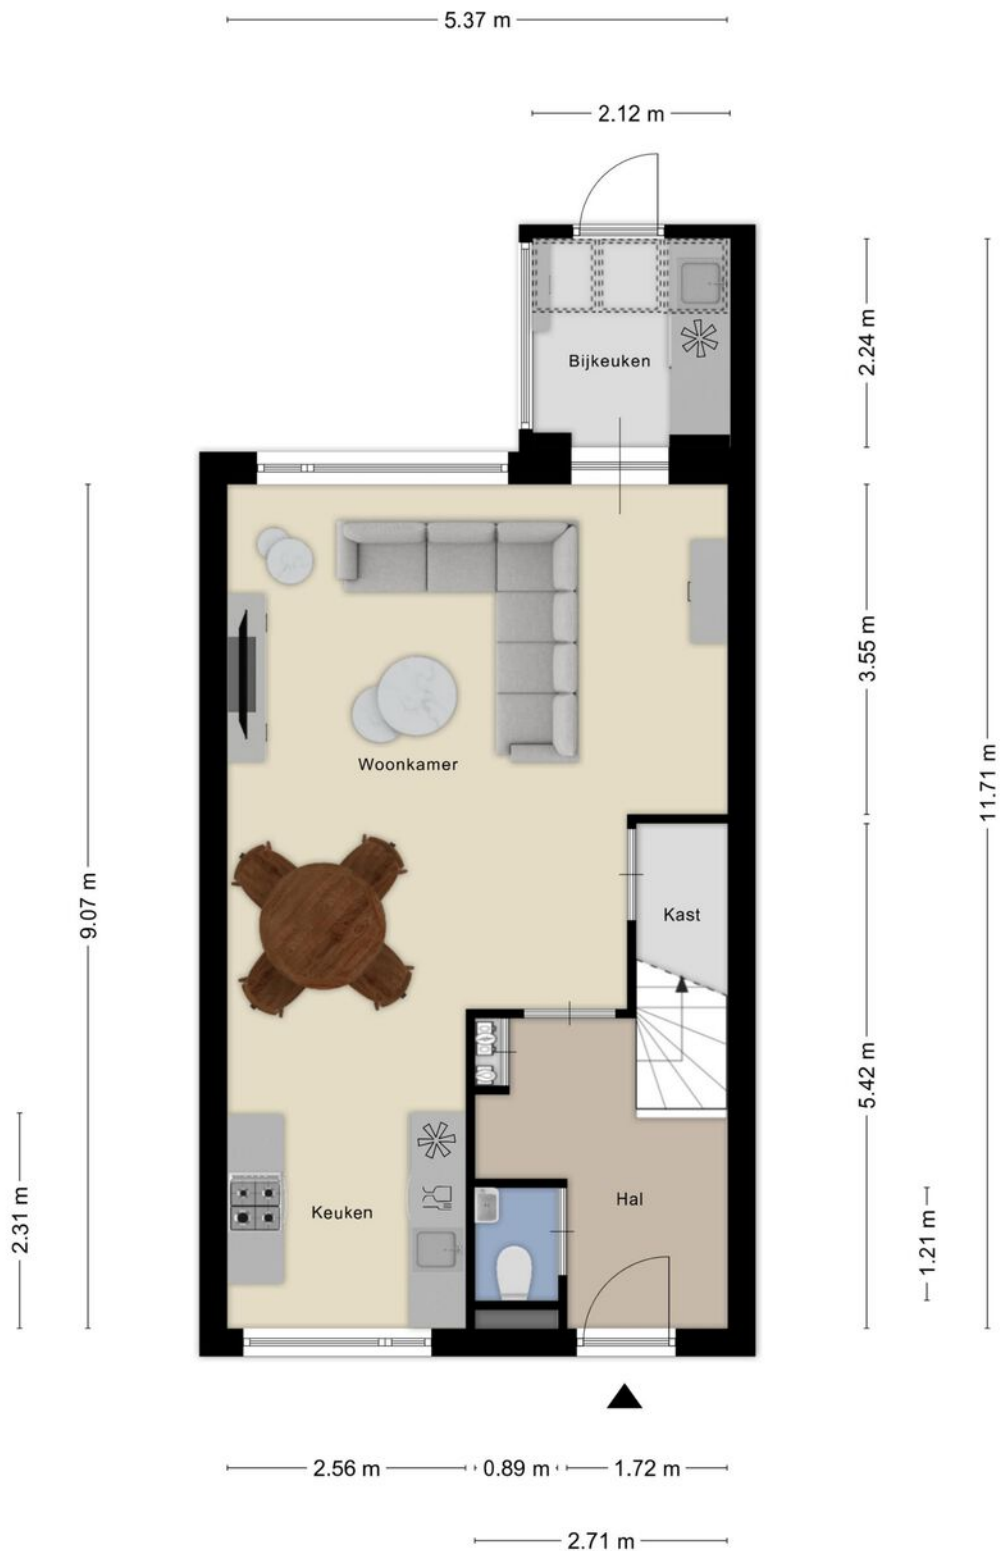 5.37 m
2.12 m
2.24 m
Bijkeuken
3.55 m
11.71 m
Woonkamer
9.07 m
Kast
5.42 m
2.31 m
Keuken
Hal
1.21 m
2.56 m
0.89 m
1.72 m
2.71 m